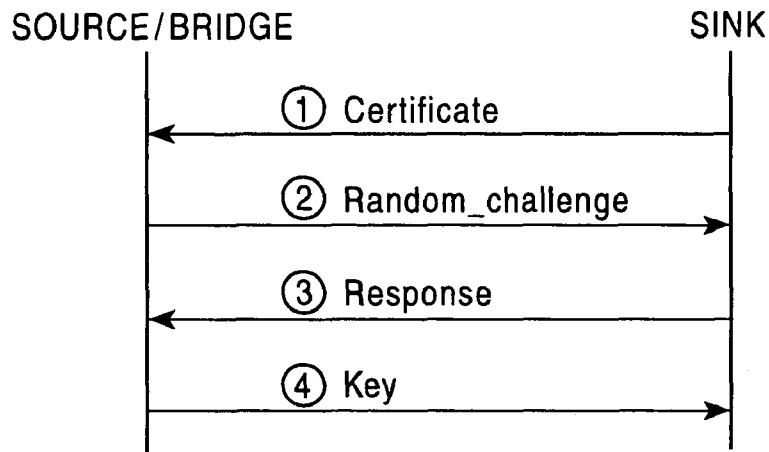 SOURCE/BRIDGE SINK
① Certificate
② Random_challenge
③ Response
④ Key